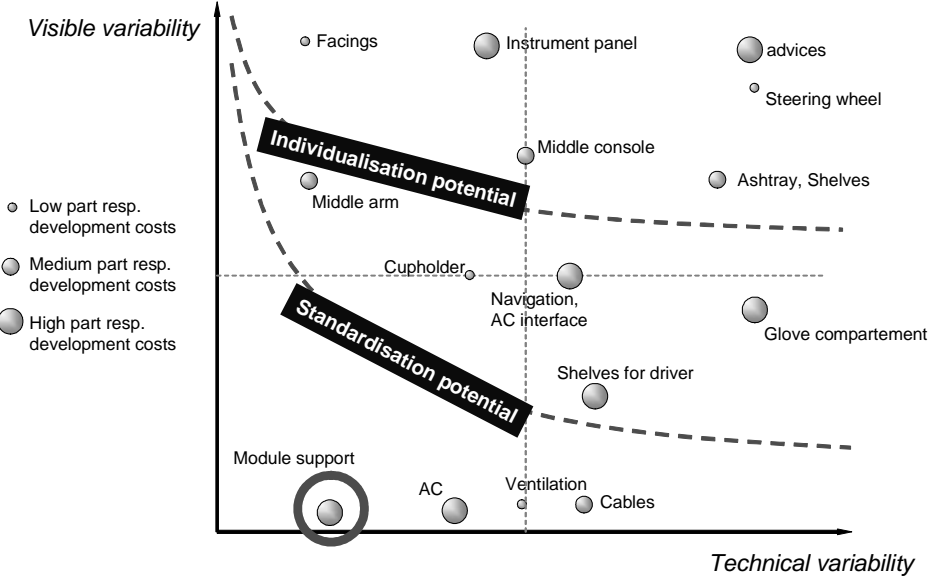 Visible variability
Facings
Instrument panel
advices
Steering wheel
Individualisation potential
Middle console
Ashtray, Shelves
Middle arm
Low part resp.
development costs
Medium part resp.
development costs
High part resp.
development costs
Cupholder
Navigation,
AC interface
Glove compartement
Standardisation potential
Shelves for driver
Module support
AC
Ventilation
Cables
Technical variability